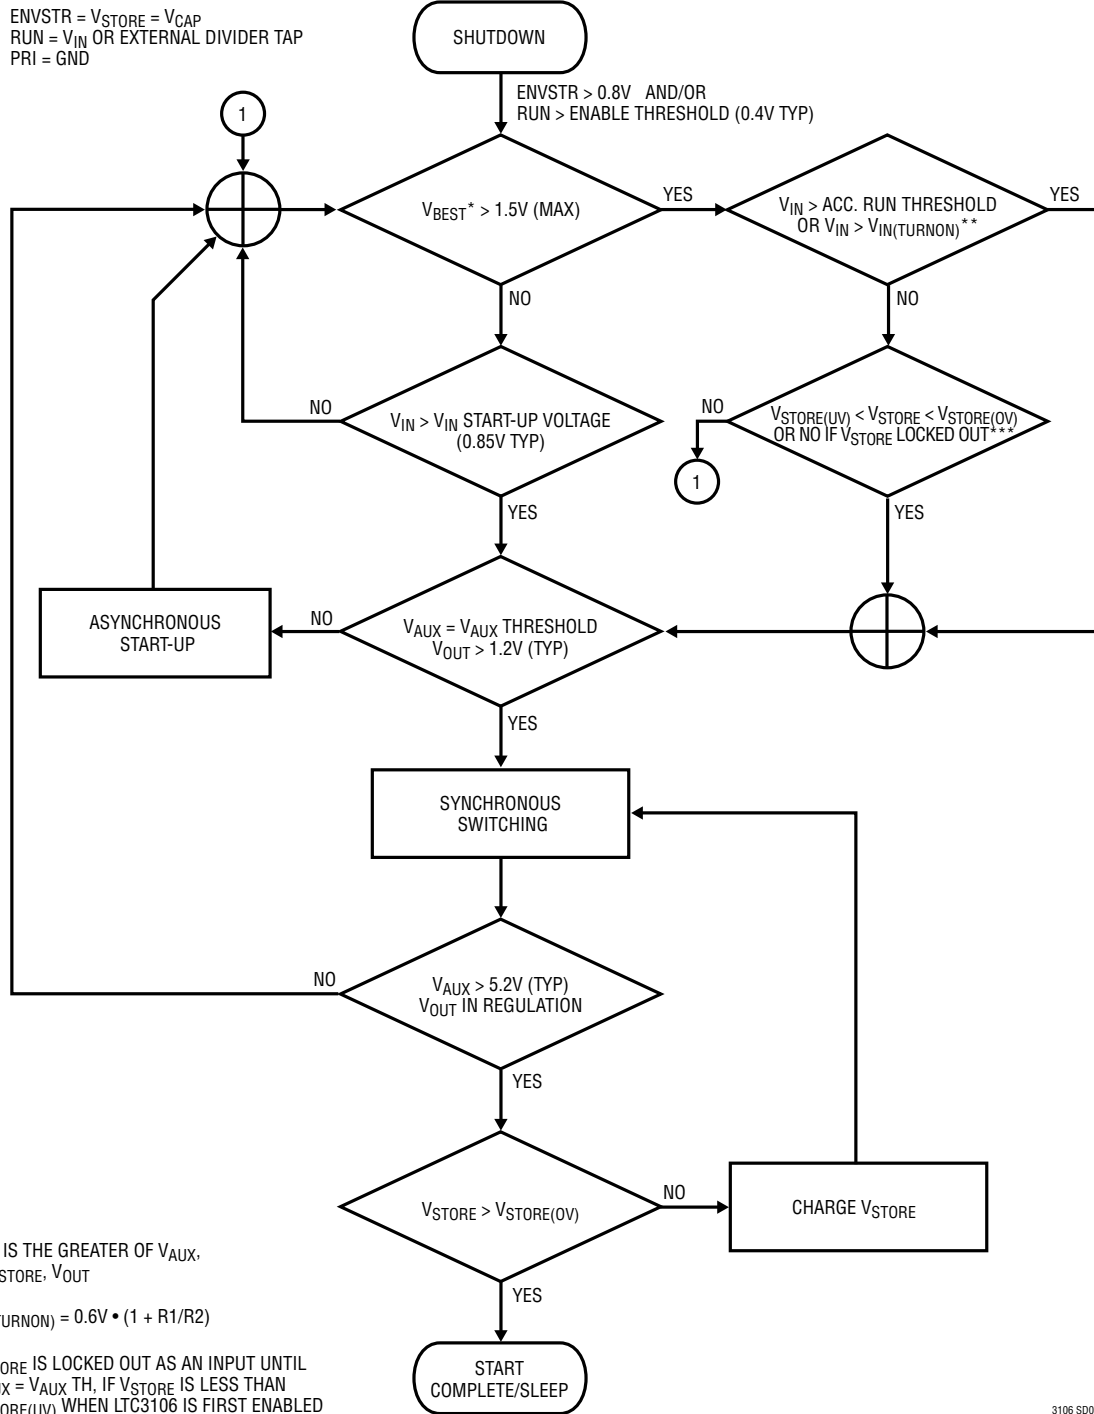 ENVSTR = VSTORE = VCAP
RUN = VIN OR EXTERNAL DIVIDER TAP
PRI = GND
SHUTDOWN
ENVSTR > 0.8V AND/OR
RUN > ENABLE THRESHOLD (0.4V TYP)
1
VBEST* > 1.5V (MAX)
YES
VIN > ACC. RUN THRESHOLD
OR VIN > VIN(TURNON)**
YES
NO
NO
VIN > VIN START-UP VOLTAGE
(0.85V TYP)
NO
VSTORE(UV) < VSTORE < VSTORE(OV)
OR NO IF VSTORE LOCKED OUT***
NO
1
YES
YES
ASYNCHRONOUS
START-UP
NO
VAUX = VAUX THRESHOLD
VOUT > 1.2V (TYP)
YES
SYNCHRONOUS
SWITCHING
NO
VAUX > 5.2V (TYP)
VOUT IN REGULATION
YES
VSTORE > VSTORE(OV)
NO
CHARGE VSTORE
YES
START
COMPLETE/SLEEP
IS THE GREATER OF VAUX,
STORE, VOUT
TURNON) = 0.6V • (1 + R1/R2)
ORE IS LOCKED OUT AS AN INPUT UNTIL
UX = VAUX TH, IF VSTORE IS LESS THAN
ORE(UV) WHEN LTC3106 IS FIRST ENABLED
3106 SD0